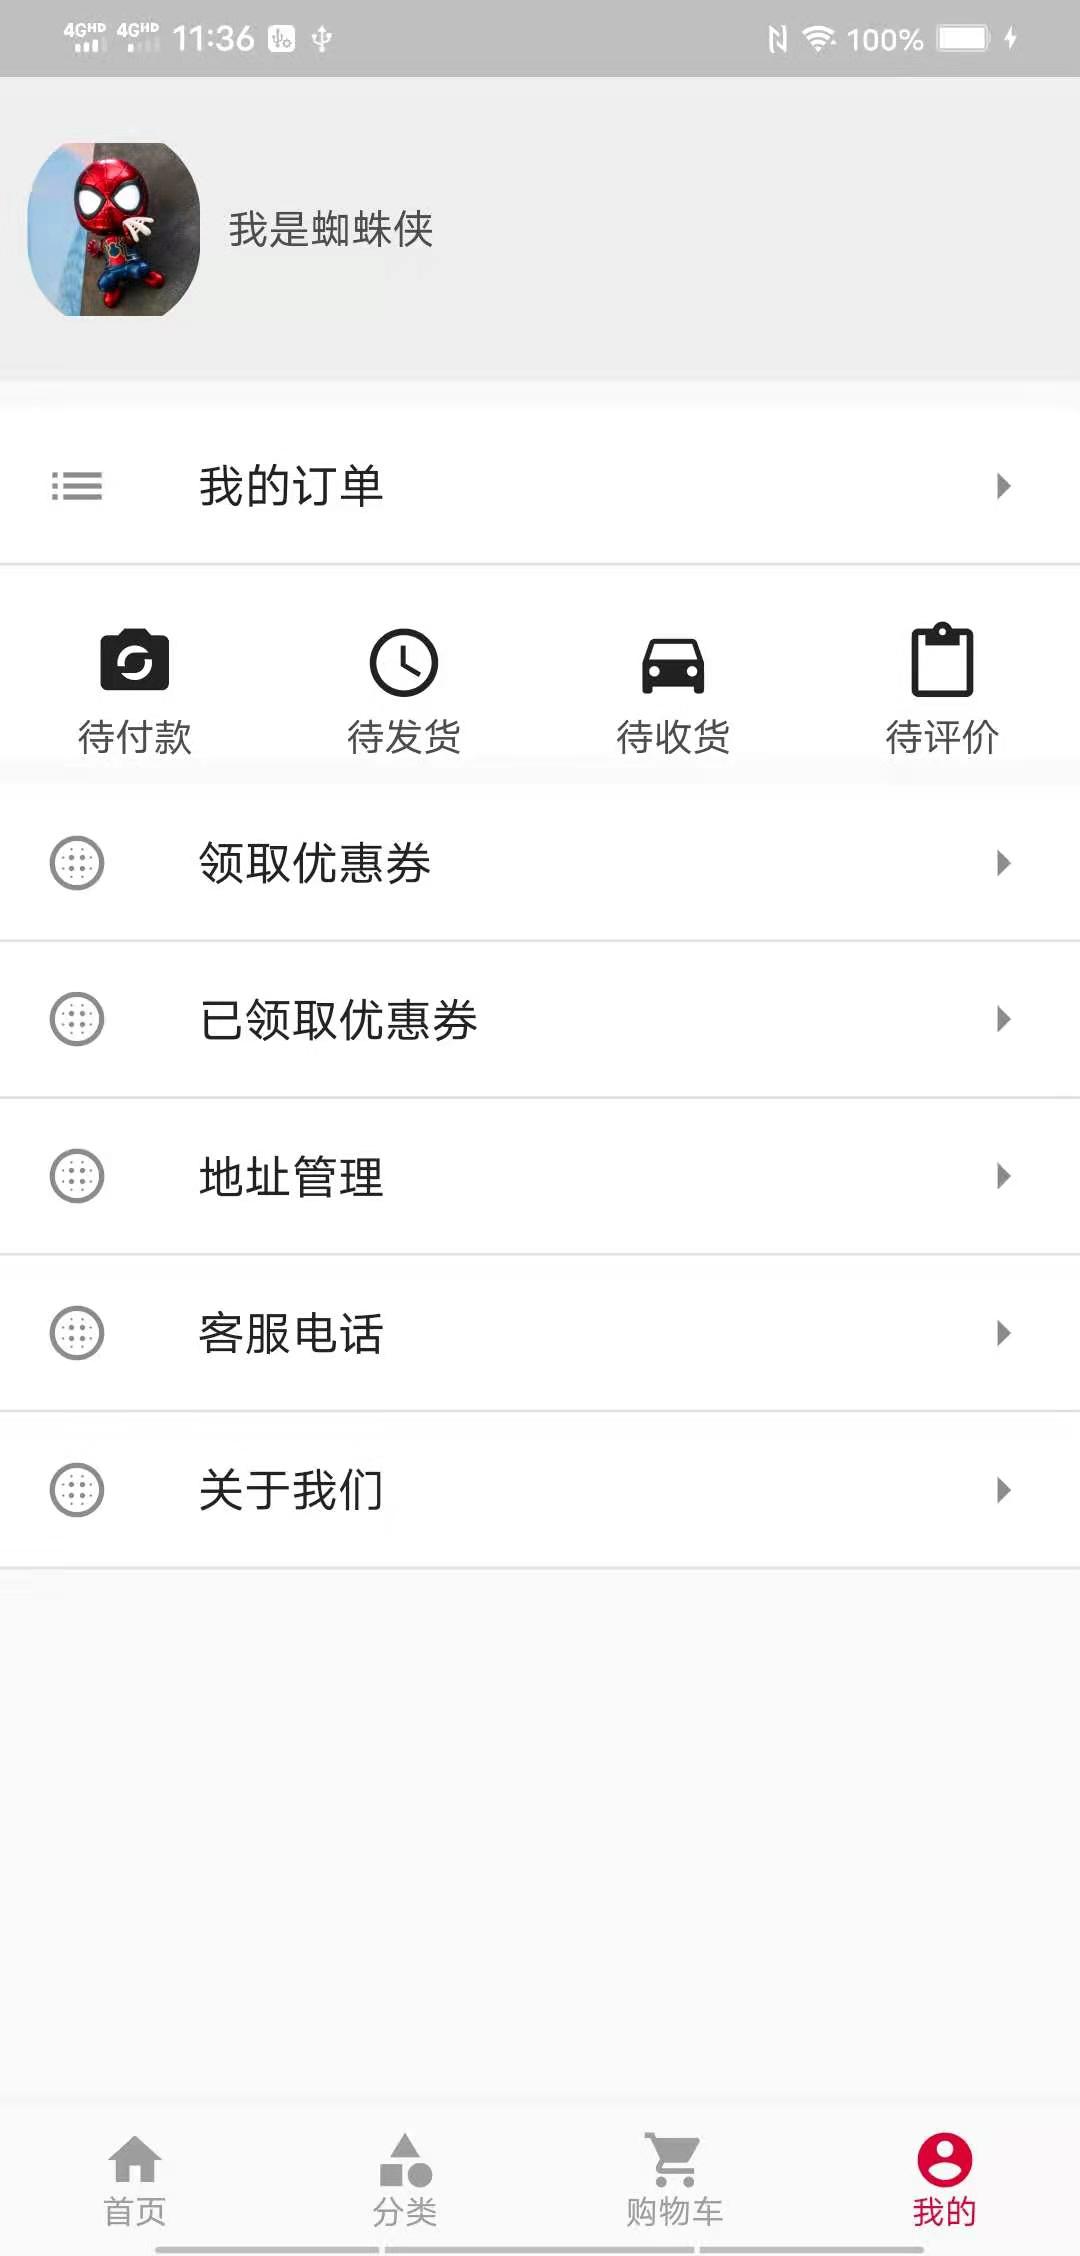 4GHD 4GHD 11:36 100%
我是蜘蛛侠
我的订单
待付款 待发货 待收货 待评价
领取优惠券
已领取优惠券
地址管理
客服电话
关于我们
首页 分类 购物车 我的